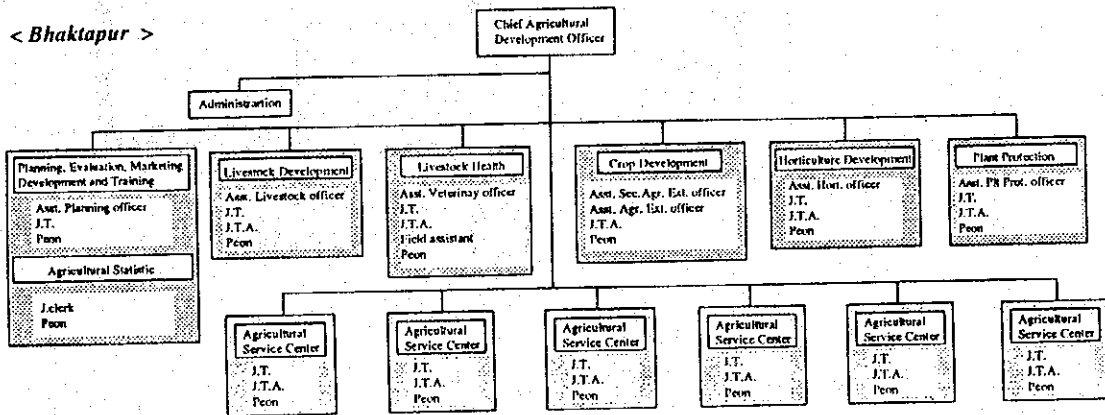 < Bhaktapur >
Chief Agricultural
Development Officer
Administrartion
Planning, Evaluation, Marketing
Development and Training
Asst. Planning officer
J.T.
Peon
Agricultural Statistic
J.clerk
Peon
Livestock Development
Asst. Livestock officer
J.T.
J.T.A.
Peon
Livestock Health
Asst. Veterinay officer
J.T.
J.T.A.
Field assistant
Peon
Crop Development
Asst. Sec. Agr. Ext. officer
Asst. Agr. Ext. officer
J.T.A.
Peon
Horticulture Development
Asst. Hort. officer
J.T.
J.T.A.
Peon
Plant Protection
Asst. Plt Prot. officer
J.T.
J.T.A.
Peon
Agricultural
Service Center
J.T.
J.T.A.
Peon
Agricultural
Service Center
J.T.
J.T.A.
Peon
Agricultural
Service Center
J.T.
J.T.A.
Peon
Agricultural
Service Center
J.T.
J.T.A.
Peon
Agricultural
Service Center
J.T.
J.T.A.
Peon
Agricultural
Service Center
J.T.
J.T.A.
Peon